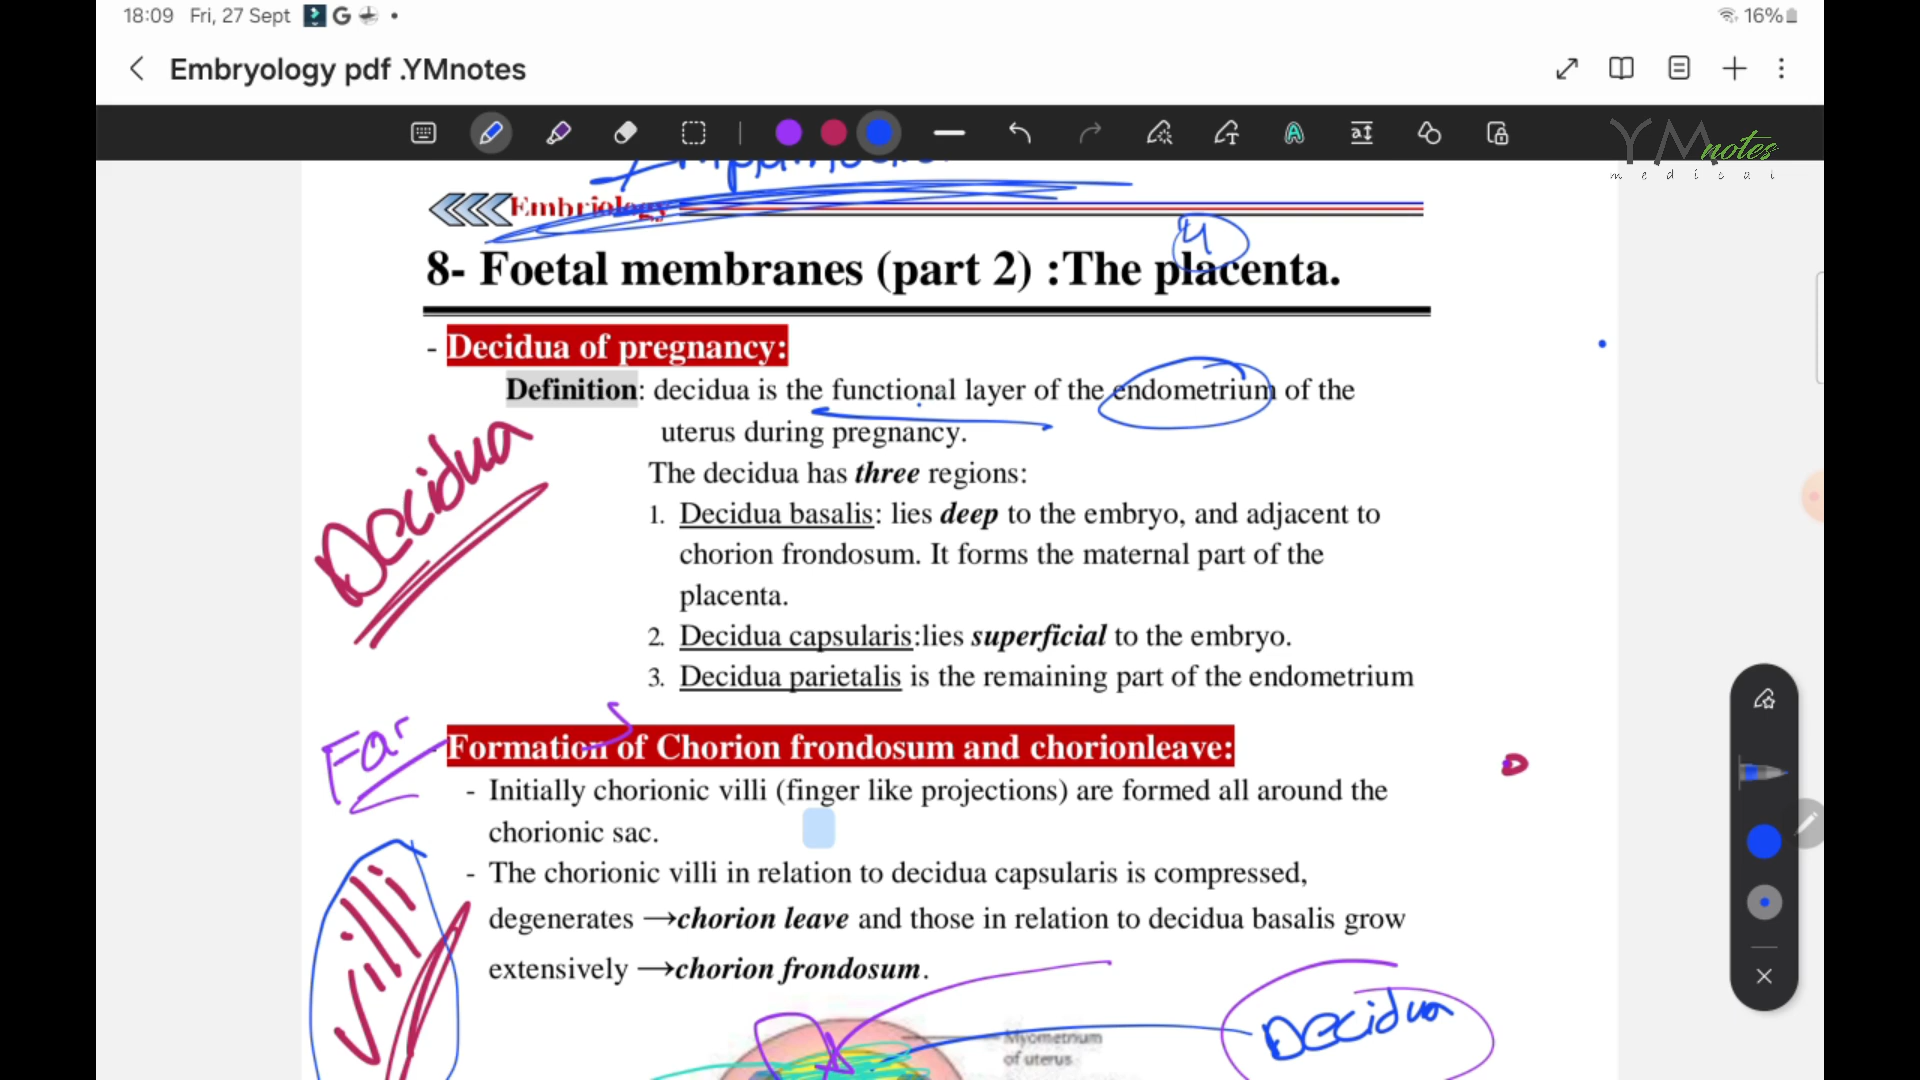 18:09 Fri, 27 Sept G 16%
Embryology pdf .YMnotes
YMnotes
medical
Embriology
4
8- Foetal membranes (part 2) :The placenta.
- Decidua of pregnancy:
Definition: decidua is the functional layer of the endometrium of the
uterus during pregnancy.
The decidua has three regions:
Decidua
1. Decidua basalis: lies deep to the embryo, and adjacent to
chorion frondosum. It forms the maternal part of the
placenta.
2. Decidua capsularis:lies superficial to the embryo.
3. Decidua parietalis is the remaining part of the endometrium
For
Formation of Chorion frondosum and chorionleave:
- Initially chorionic villi (finger like projections) are formed all around the
chorionic sac.
- The chorionic villi in relation to decidua capsularis is compressed,
degenerates →chorion leave and those in relation to decidua basalis grow
extensively →chorion frondosum.
Villi
Decidua
Myometrium
of uterus